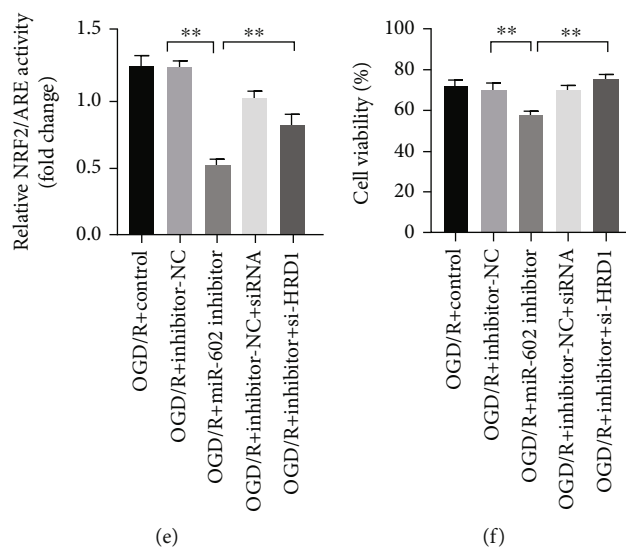 Relative NRF2/ARE activity
(fold change)
1.5
1.0
0.5
0.0
**
**
OGD/R+control
OGD/R+inhibitor-NC
OGD/R+miR-602 inhibitor
OGD/R+inhibitor-NC+siRNA
OGD/R+inhibitor+si-HRD1
(e)
Cell viability (%)
100
80
60
40
20
0
**
**
OGD/R+control
OGD/R+inhibitor-NC
OGD/R+miR-602 inhibitor
OGD/R+inhibitor-NC+siRNA
OGD/R+inhibitor+si-HRD1
(f)